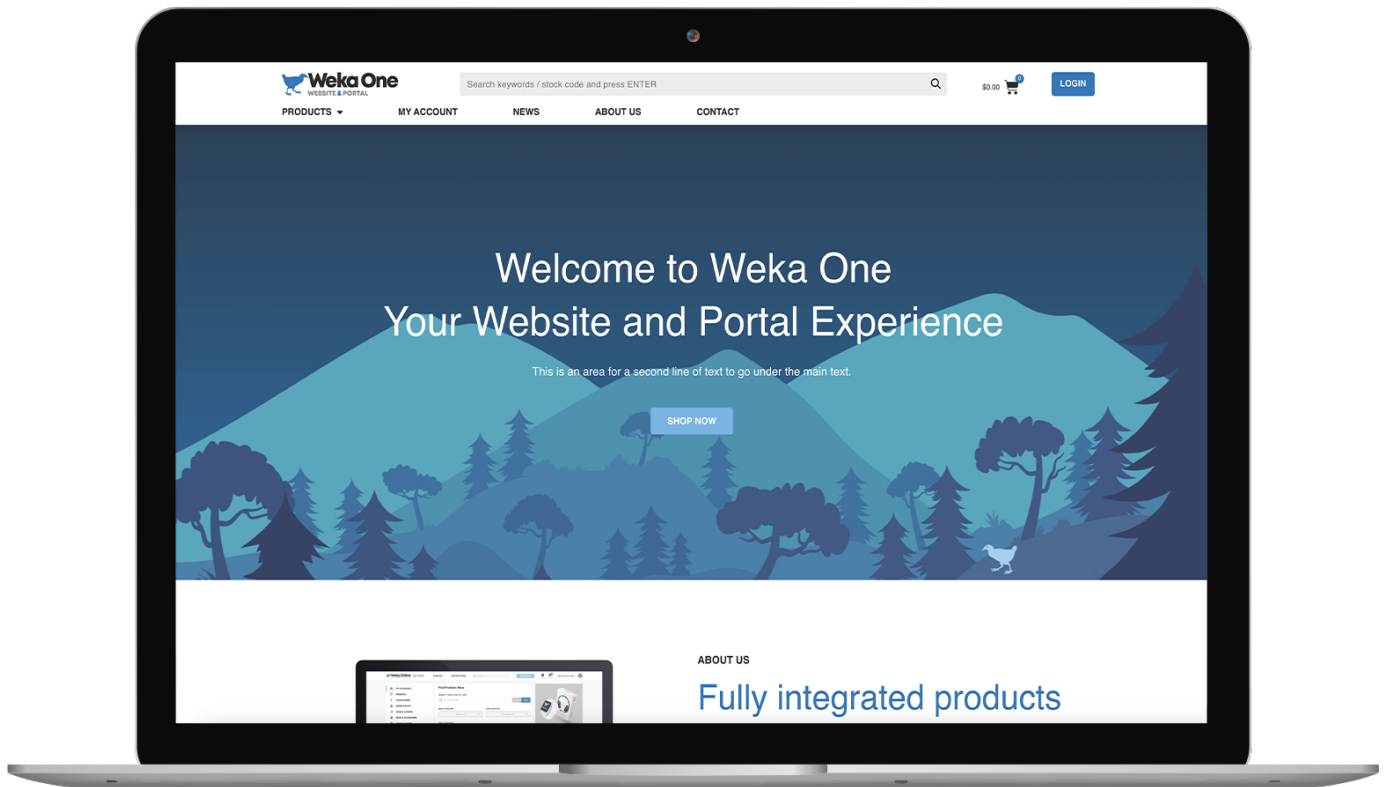 Weka One
WEBSITE & PORTAL
Search keywords / stock code and press ENTER
$0.00
0
LOGIN
PRODUCTS
MY ACCOUNT
NEWS
ABOUT US
CONTACT
Welcome to Weka One
Your Website and Portal Experience
This is an area for a second line of text to go under the main text.
SHOP NOW
ABOUT US
Fully integrated products